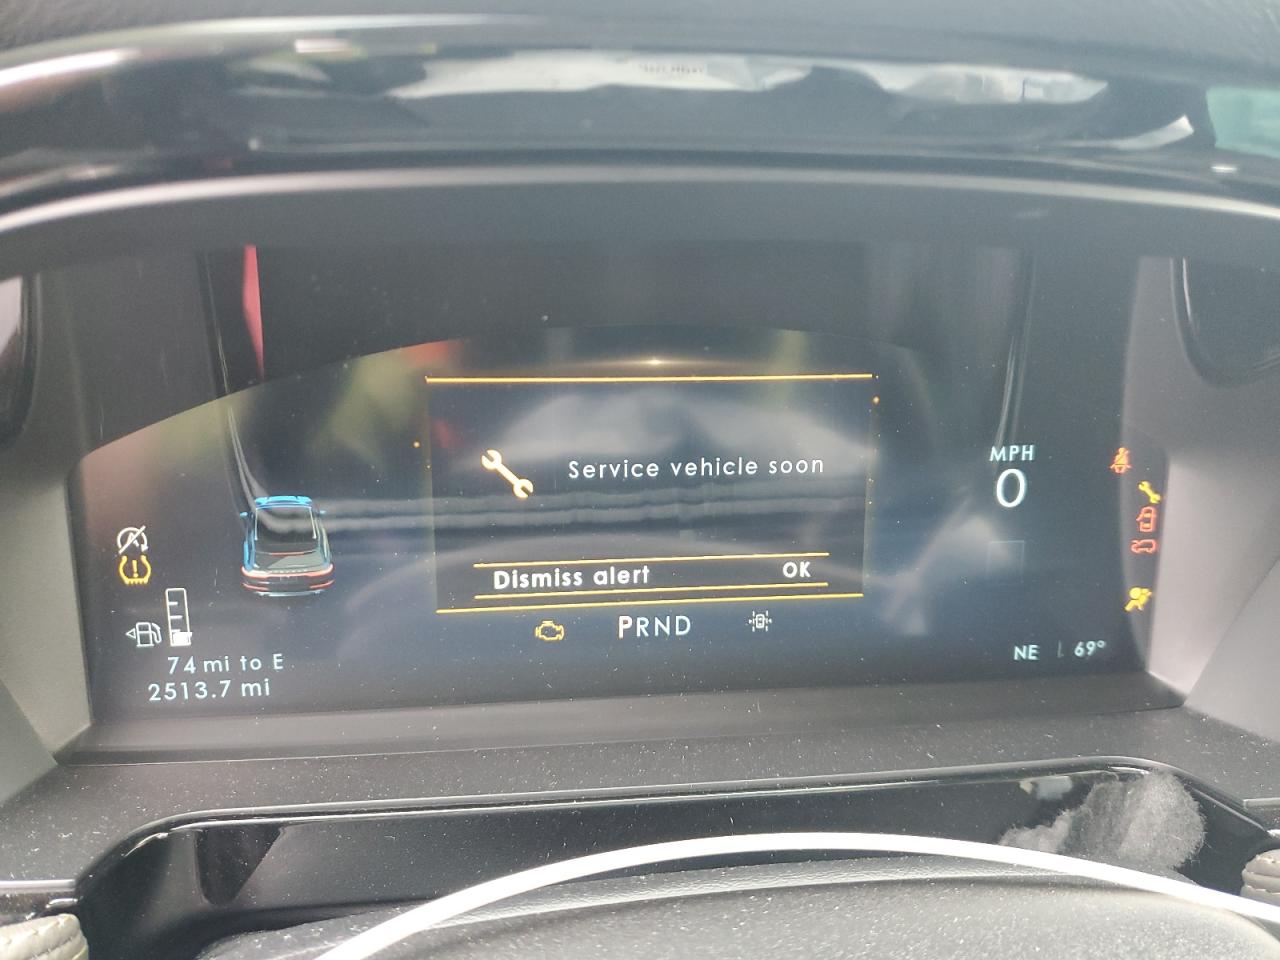 Service vehicle soon
MPH
0
Dismiss alert OK
PRND
74 mi to E
2513.7 mi
NE 69°